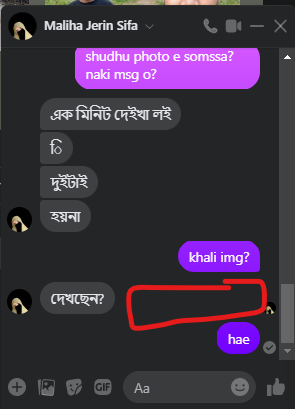 Maliha Jerin Sifa
shudhu photo e somssa?
naki msg o?
এক মিনিট দেইখা লই
ঠি
দুইটাই
হয়না
khali img?
দেখছেন?
hae
GIF
Aa